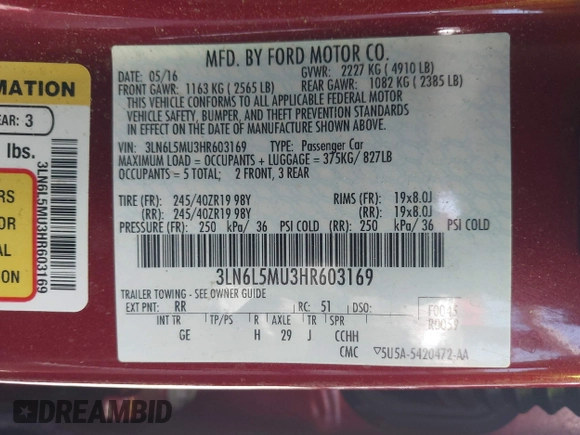 MFD. BY FORD MOTOR CO.
DATE: 05/16 GVWR: 2227 KG ( 4910 LB)
FRONT GAWR: 1163 KG ( 2565 LB) REAR GAWR: 1082 KG ( 2385 LB)
THIS VEHICLE CONFORMS TO ALL APPLICABLE FEDERAL MOTOR
VEHICLE SAFETY, BUMPER, AND THEFT PREVENTION STANDARDS
IN EFFECT ON THE DATE OF MANUFACTURE SHOWN ABOVE.
VIN: 3LN6L5MU3HR603169 TYPE: Passenger Car
MAXIMUM LOAD = OCCUPANTS + LUGGAGE = 375KG/ 827LB
OCCUPANTS = 5 TOTAL; 2 FRONT, 3 REAR
TIRE (FR): 245/40ZR19 98Y RIMS (FR): 19x8.0J
(RR): 245/40ZR19 98Y (RR): 19x8.0J
PRESSURE (FR): 250 kPa/ 36 PSI COLD (RR): 250 kPa/ 36 PSI COLD
3LN6L5MU3HR603169
TRAILER TOWING - SEE OWNER GUIDE
EXT PNT: RR RC: 51 DSO:
INT TR TP/PS R AXLE TR SPR
GE H 29 J CCHH
CMC ▽5U5A-5420472-AA
F0045
R0059
MATION
EAR: 3
lbs.
3LN6L5MU3HR603169
RS
OR
AL
ION
DREAMBID